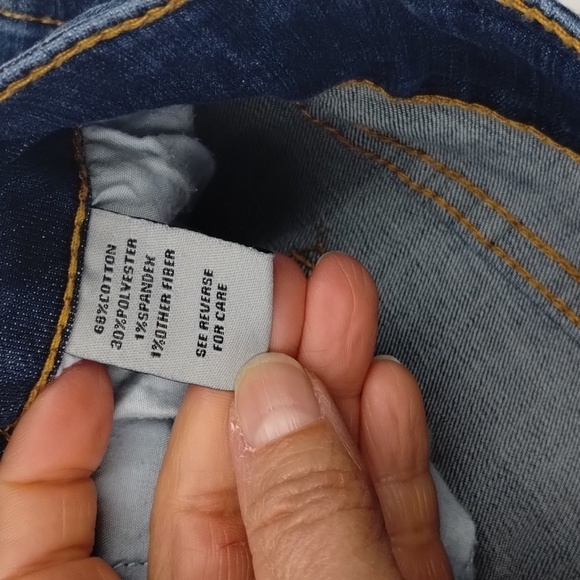 68%COTTON
30%POLYESTER
1%SPANDEX
1%OTHER FIBER
SEE REVERSE
FOR CARE